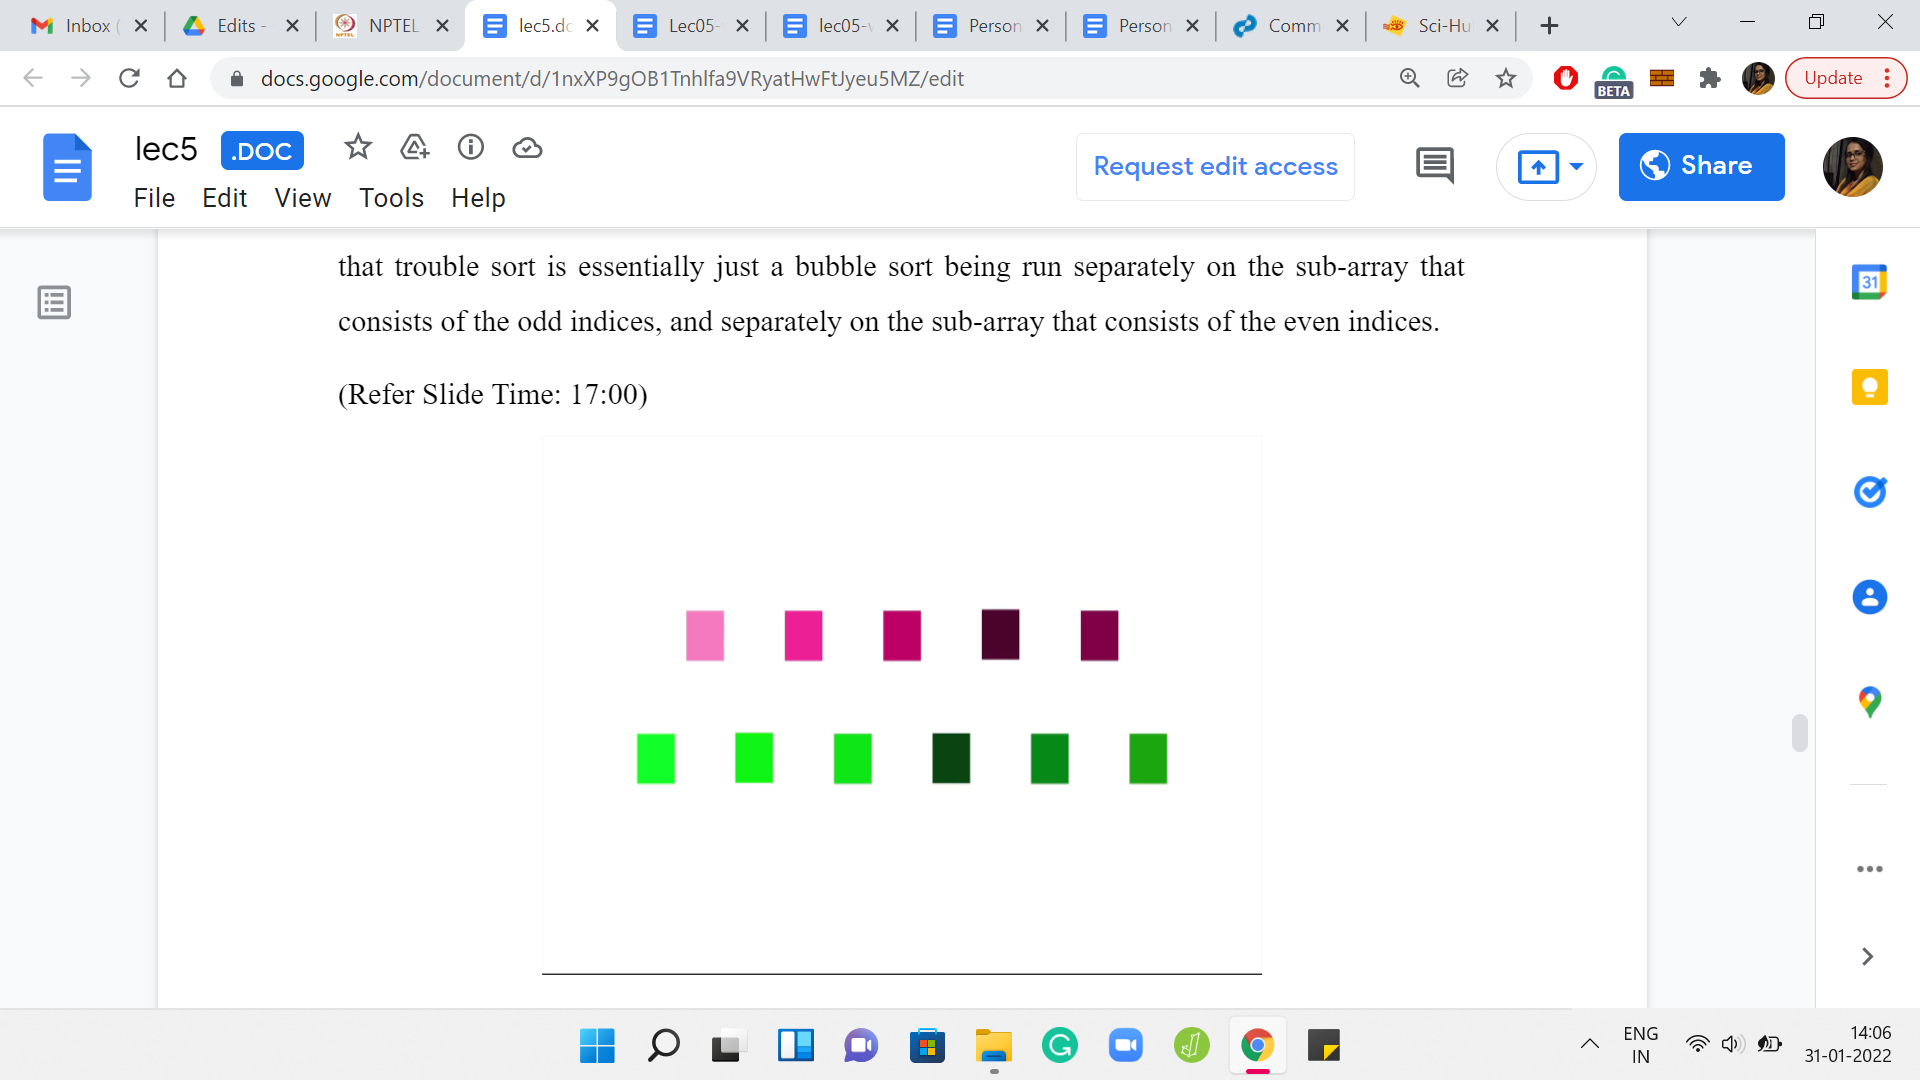 Inbox (
Edits -
NPTEL
lec5.do
Lec05-
lec05-v
Person
Person
Comm
Sci-Hu
docs.google.com/document/d/1nxXP9gOB1Tnhlfa9VRyatHwFtJyeu5MZ/edit
BETA
Update
lec5
.DOC
Request edit access
Share
File Edit View Tools Help
31
that trouble sort is essentially just a bubble sort being run separately on the sub-array that
consists of the odd indices, and separately on the sub-array that consists of the even indices.
(Refer Slide Time: 17:00)
ENG
IN
14:06
31-01-2022